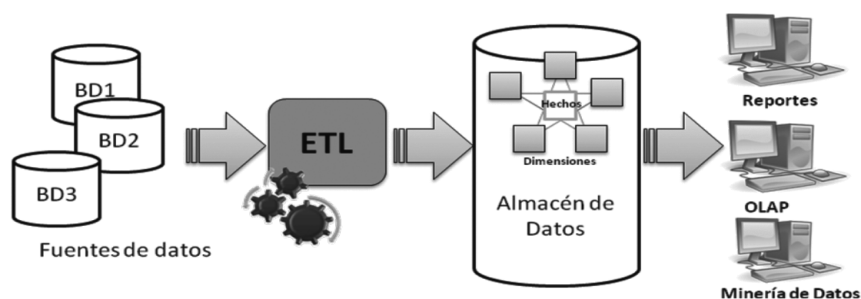 BD1
BD2
BD3
Fuentes de datos
ETL
Hechos
Dimensiones
Almacén de
Datos
Reportes
OLAP
Minería de Datos